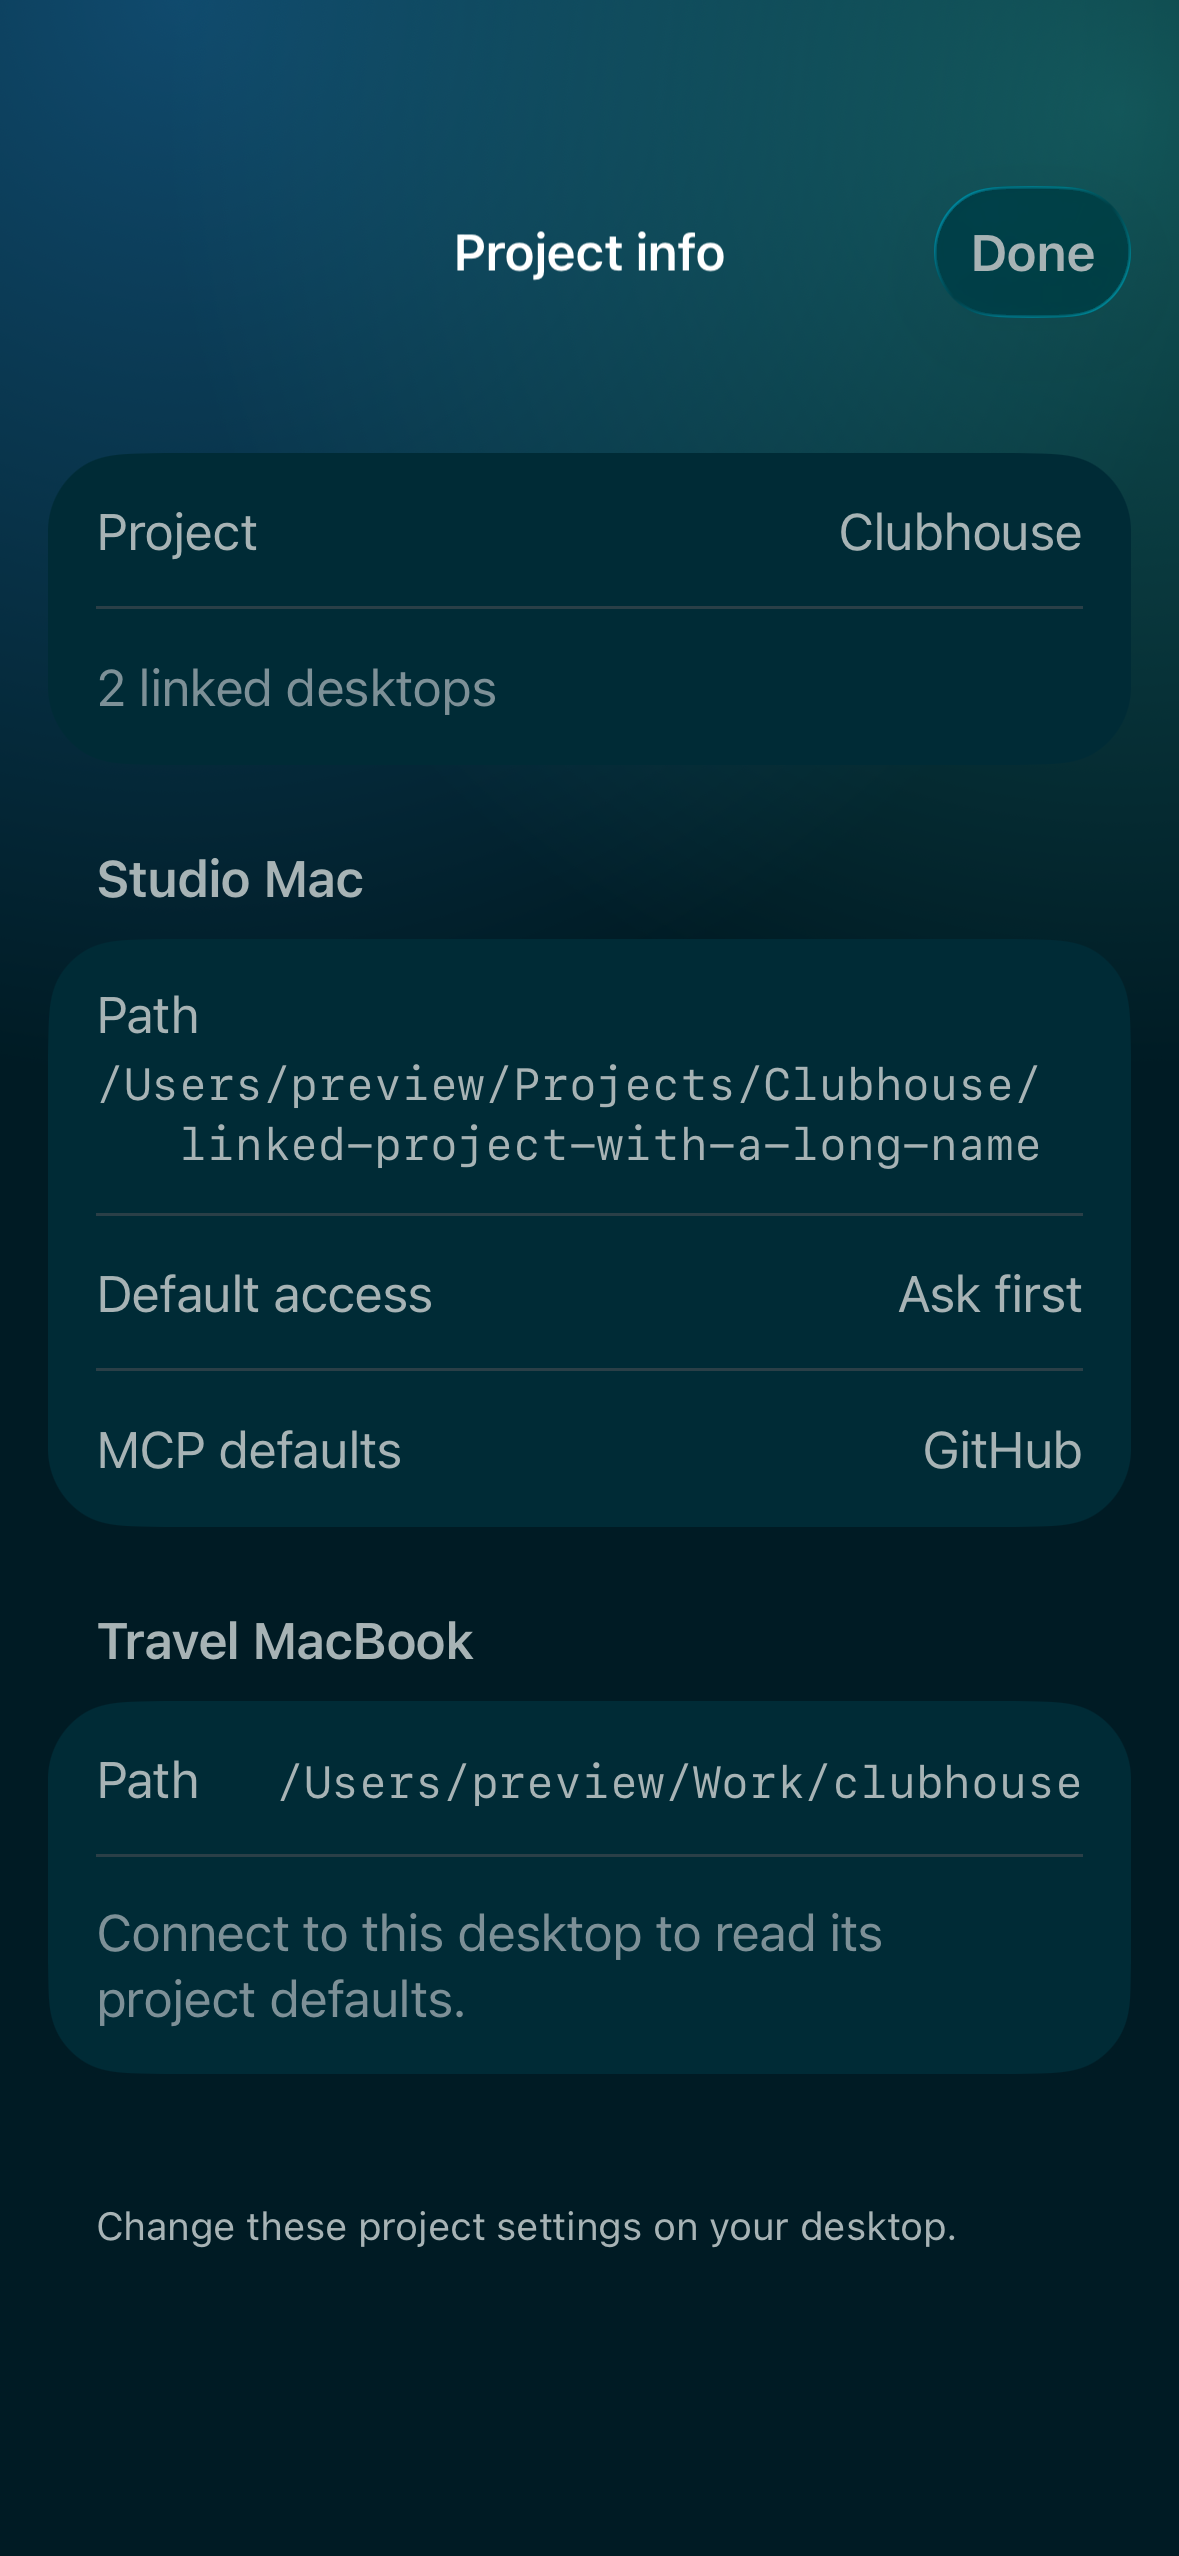 Project info
Done
Project Clubhouse
2 linked desktops
Studio Mac
Path
/Users/preview/Projects/Clubhouse/
linked-project-with-a-long-name
Default access Ask first
MCP defaults GitHub
Travel MacBook
Path /Users/preview/Work/clubhouse
Connect to this desktop to read its
project defaults.
Change these project settings on your desktop.